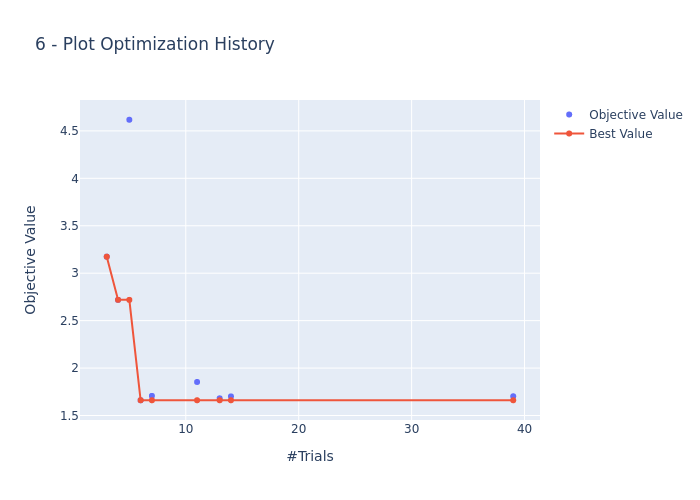 6 - Plot Optimization History
Objective Value
Best Value
4.5
4
3.5
3
2.5
2
1.5
Objective Value
10
20
30
40
#Trials